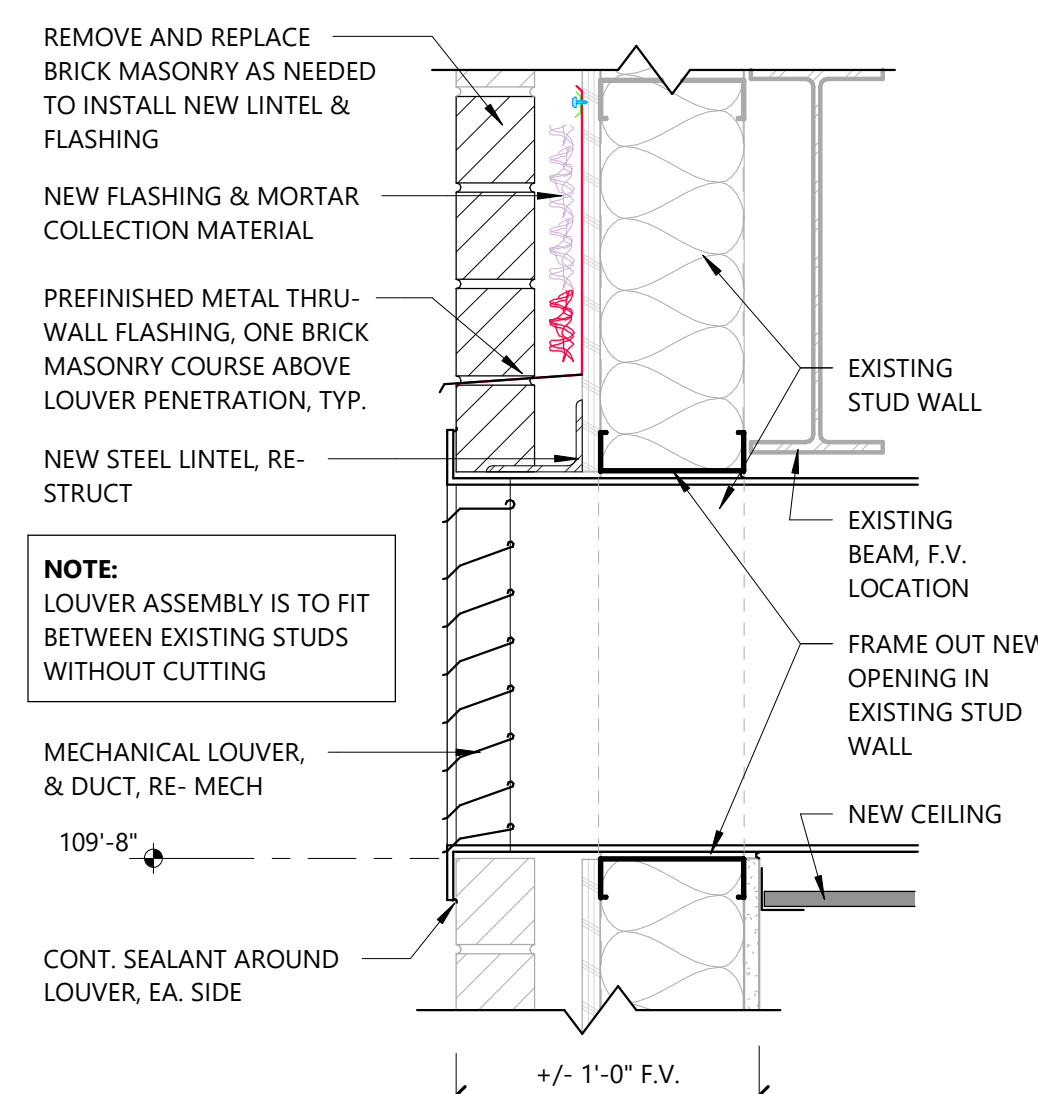 REMOVE AND REPLACE
BRICK MASONRY AS NEEDED
TO INSTALL NEW LINTEL &
FLASHING
NEW FLASHING & MORTAR
COLLECTION MATERIAL
PREFINISHED METAL THRU-
WALL FLASHING, ONE BRICK
MASONRY COURSE ABOVE
LOUVER PENETRATION, TYP.
NEW STEEL LINTEL, RE-
STRUCT
NOTE:
LOUVER ASSEMBLY IS TO FIT
BETWEEN EXISTING STUDS
WITHOUT CUTTING
MECHANICAL LOUVER,
& DUCT, RE- MECH
109'-8"
CONT. SEALANT AROUND
LOUVER, EA. SIDE
EXISTING
STUD WALL
EXISTING
BEAM, F.V.
LOCATION
FRAME OUT NEW
OPENING IN
EXISTING STUD
WALL
NEW CEILING
+/- 1'-0" F.V.